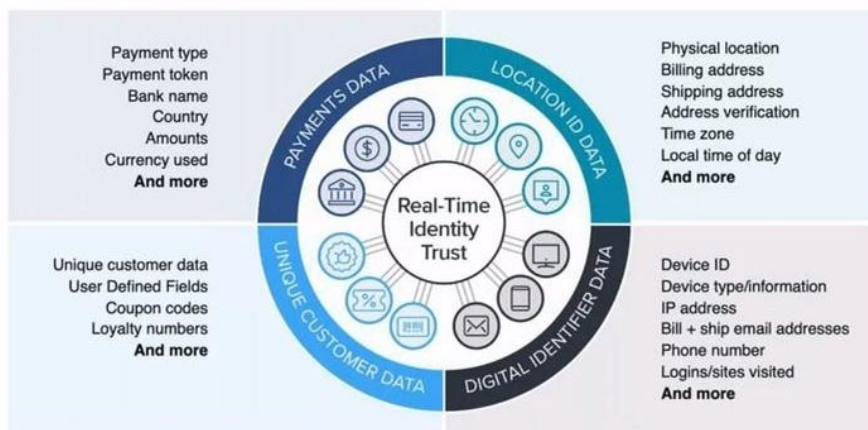 Payment type
Payment token
Bank name
Country
Amounts
Currency used
And more
PAYMENTS DATA
LOCATION ID DATA
Physical location
Billing address
Shipping address
Address verification
Time zone
Local time of day
And more
Real-Time
Identity
Trust
Unique customer data
User Defined Fields
Coupon codes
Loyalty numbers
And more
UNIQUE CUSTOMER DATA
DIGITAL IDENTIFIER DATA
Device ID
Device type/information
IP address
Bill + ship email addresses
Phone number
Logins/sites visited
And more